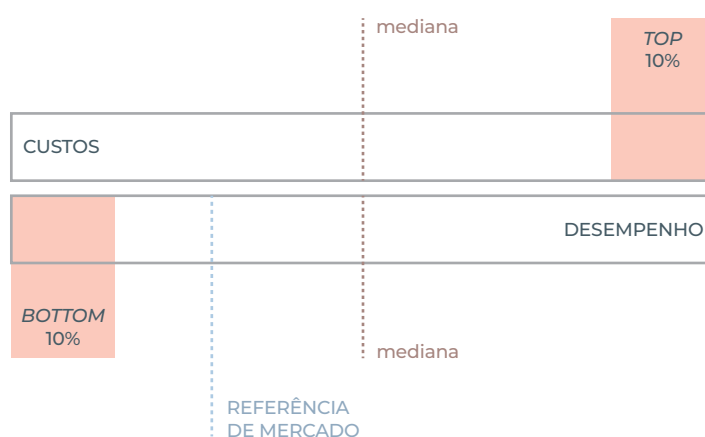 mediana
TOP
10%
CUSTOS
DESEMPENHO
BOTTOM
10%
mediana
REFERÊNCIA
DE MERCADO